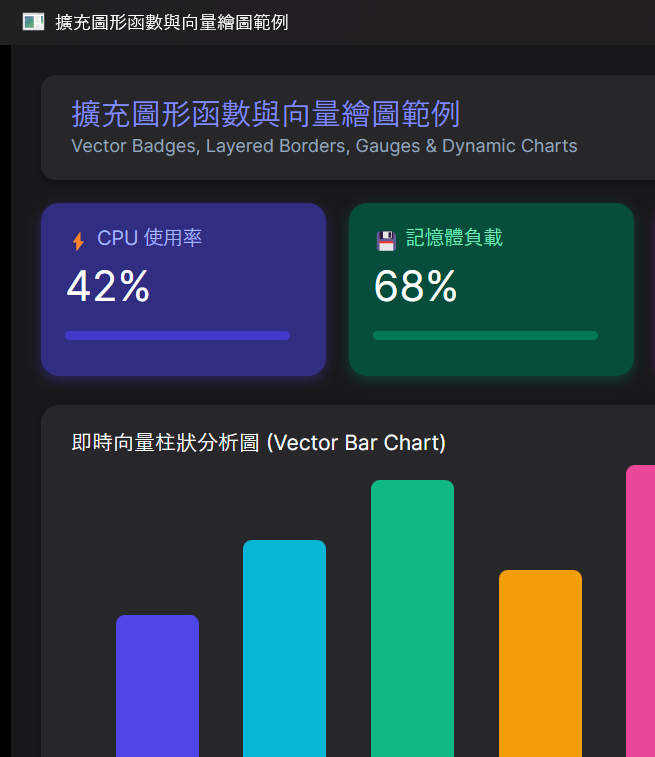 擴充圖形函數與向量繪圖範例
擴充圖形函數與向量繪圖範例
Vector Badges, Layered Borders, Gauges & Dynamic Charts
CPU 使用率
42%
記憶體負載
68%
即時向量柱狀分析圖 (Vector Bar Chart)